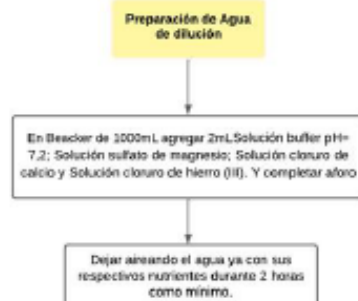 Preparación de Agua
de dilución
En Beacker de 1000mL agregar 2mLSolución buffer pH=
7,2; Solución sulfato de magnesio; Solución cloruro de
calcio y Solución cloruro de hierro (III). Y completar aforo
Dejar aireando el agua ya con sus
respectivos nutrientes durante 2 horas
como mínimo.